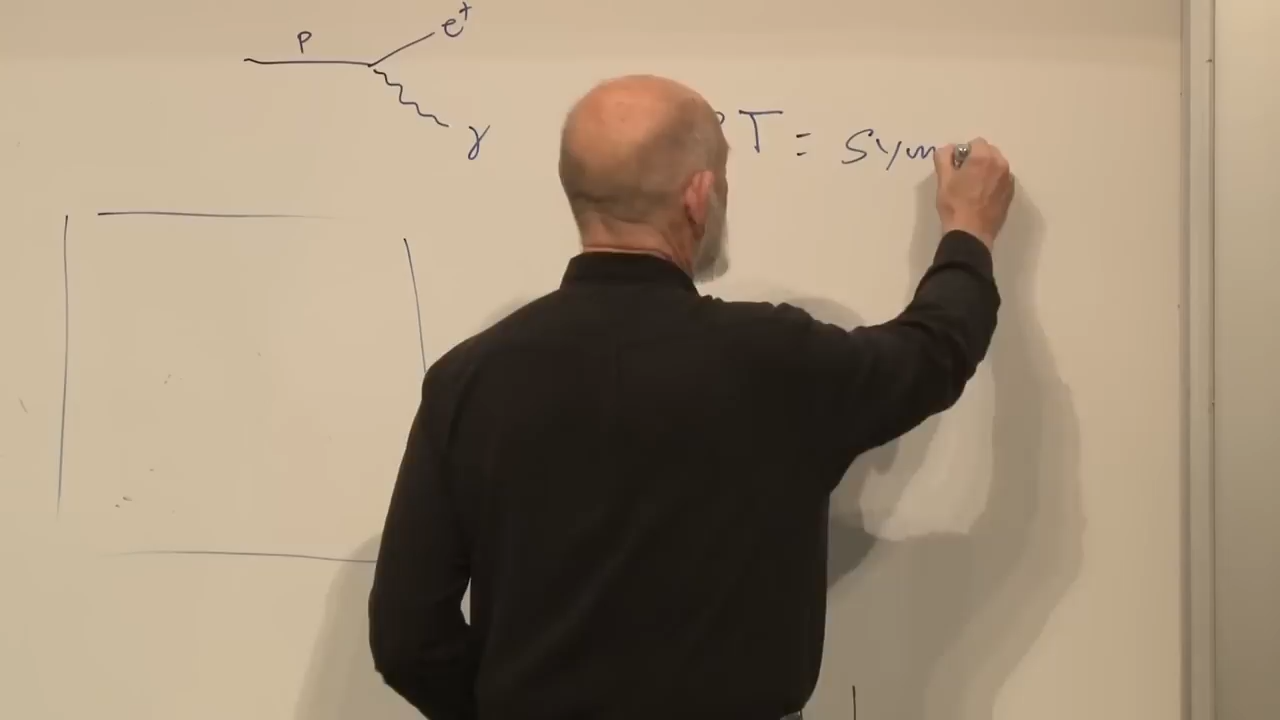 p
e⁺
γ
T = Sym